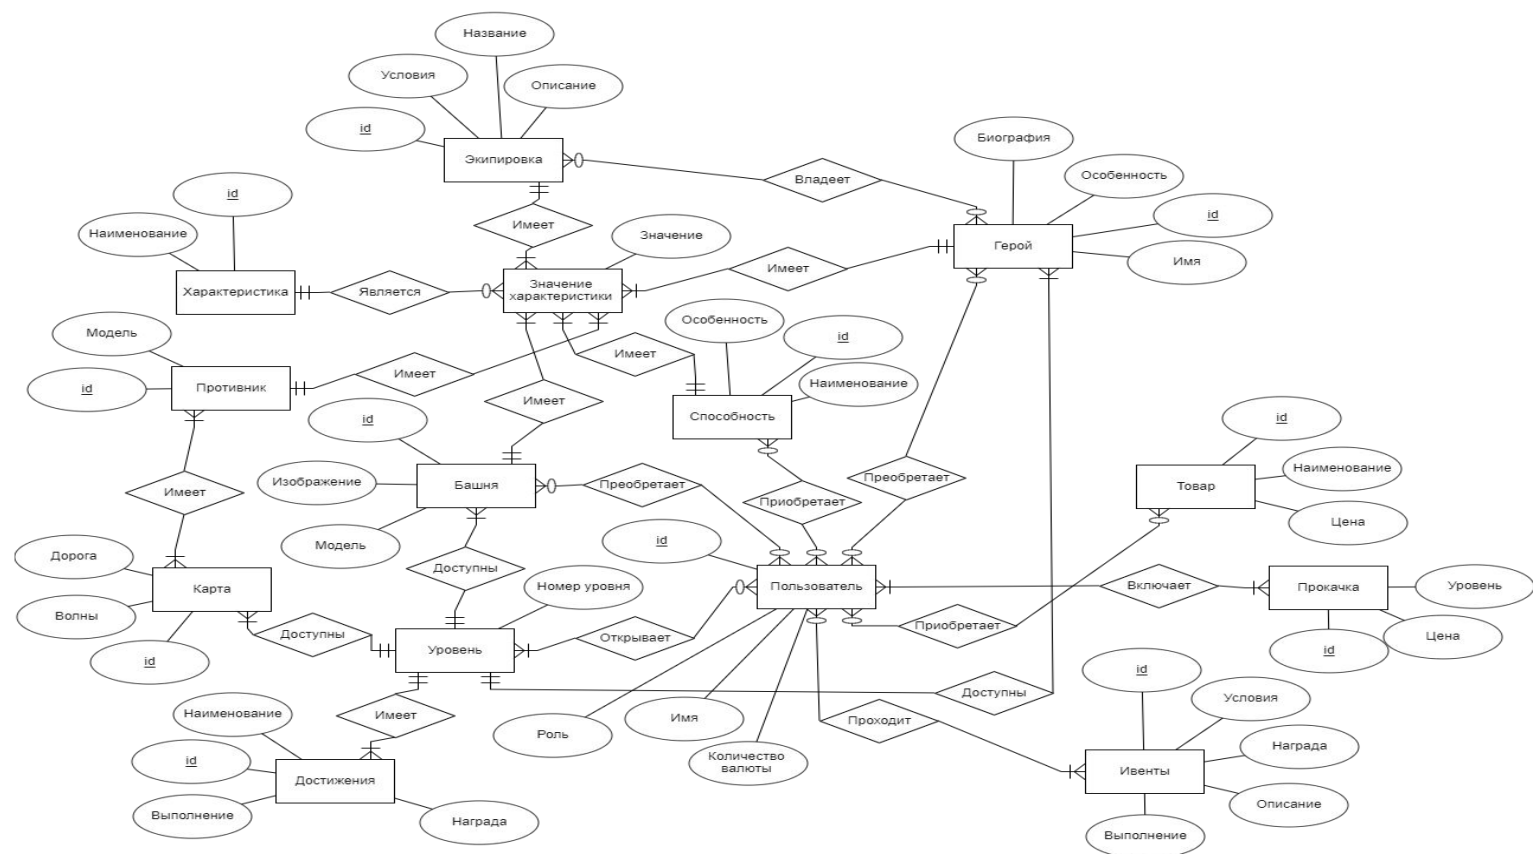 Название
Условия
Описание
id
Экипировка
Биография
Владеет
Особенность
id
id
Имеет
Наименование
Значение
Герой
Имя
Имеет
Характеристика
Является
Значение
характеристики
Особенность
id
Модель
Имеет
Имеет
Противник
id
Наименование
Имеет
Способность
id
id
Изображение
Башня
Преобретает
Преобретает
Наименование
Имеет
Приобретает
Товар
Цена
Модель
id
Дорога
Доступны
Номер уровня
Карта
Пользователь
Включает
Прокачка
Уровень
Волны
Доступны
Открывает
Приобретает
Цена
Уровень
id
id
id
Доступны
Условия
Наименование
Имеет
Имя
Проходит
Роль
Награда
id
Количество
валюты
Достижения
Ивенты
Описание
Выполнение
Награда
Выполнение